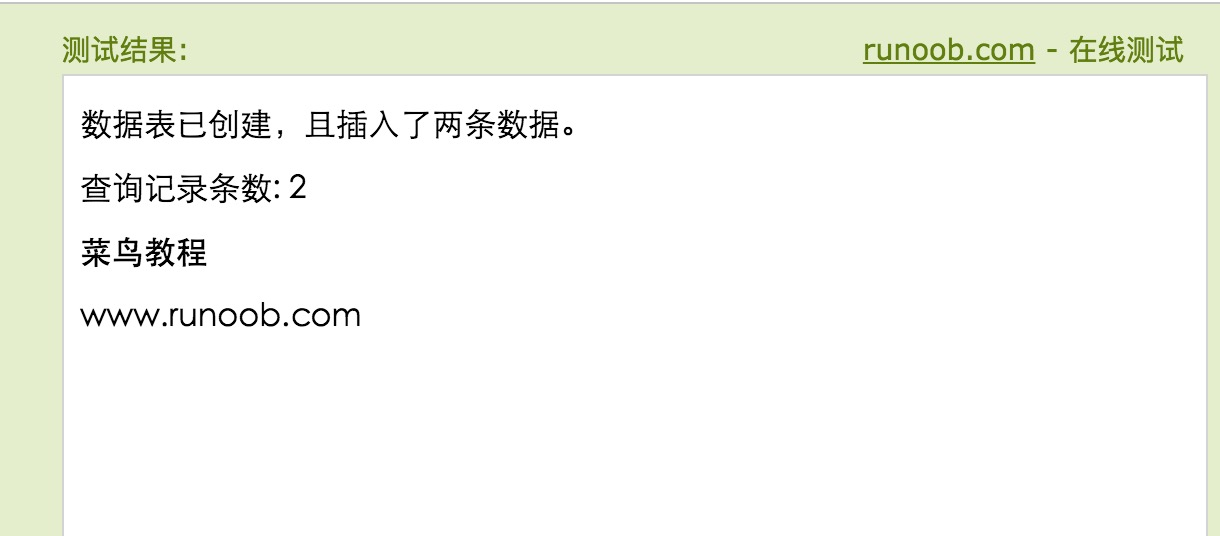 测试结果:
runoob.com - 在线测试
数据表已创建，且插入了两条数据。
查询记录条数: 2
菜鸟教程
www.runoob.com